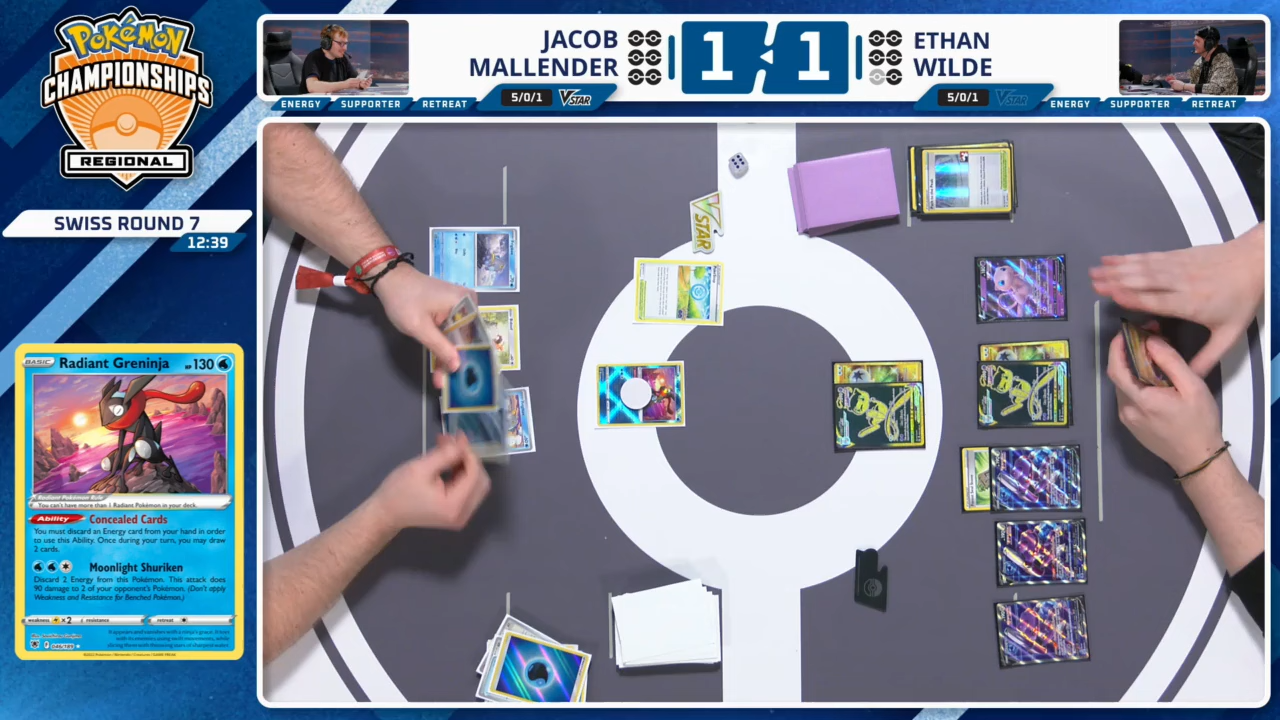 Pokémon
CHAMPIONSHIPS
REGIONAL
SWISS ROUND 7
12:39
JACOB
MALLENDER
1
1
ETHAN
WILDE
ENERGY
SUPPORTER
RETREAT
5/0/1
VSTAR
5/0/1
VSTAR
ENERGY
SUPPORTER
RETREAT
BASIC
Radiant Greninja
HP130
Radiant Pokémon Rule
You can't have more than 1 Radiant Pokémon in your deck.
Ability
Concealed Cards
You must discard an Energy card from your hand in order
to use this Ability. Once during your turn, you may draw
2 cards.
Moonlight Shuriken
Discard 2 Energy from this Pokémon. This attack does
90 damage to 2 of your opponent's Pokémon. (Don't apply
Weakness and Resistance for Benched Pokémon.)
weakness
×2
resistance
retreat
046/189
VSTAR